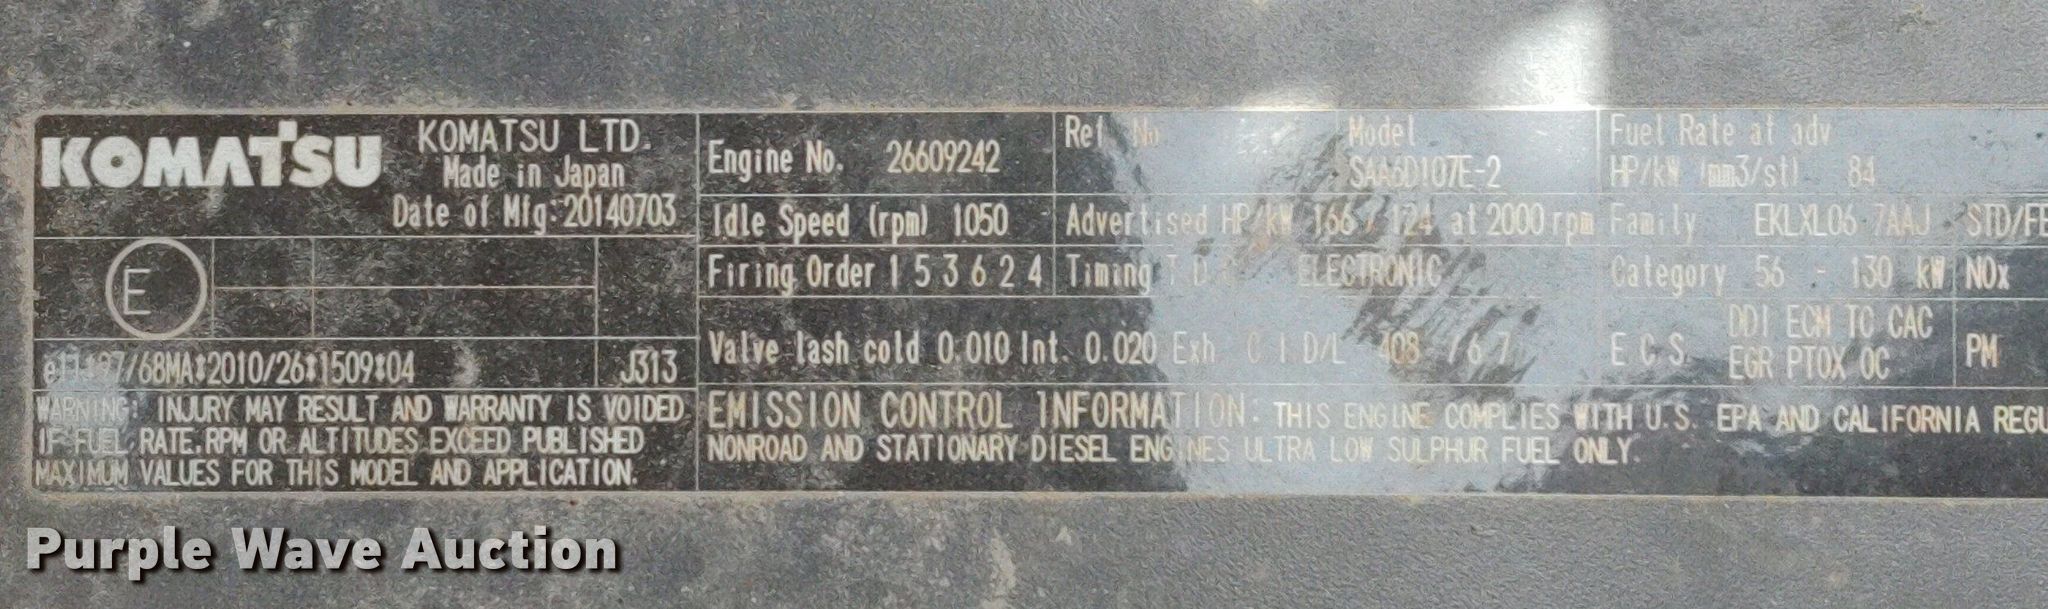 KOMATSU
KOMATSU LTD.
Made in Japan
Date of Mfg:20140703
E
e11*97/68MA*2010/26*1509*04 J313
WARNING: INJURY MAY RESULT AND WARRANTY IS VOIDED
IF FUEL RATE,RPM OR ALTITUDES EXCEED PUBLISHED
MAXIMUM VALUES FOR THIS MODEL AND APPLICATION.
Engine No. 26609242
Ref. No.
Model
SAA6D107E-2
Fuel Rate at adv
HP/kW (mm3/st) 84
Idle Speed (rpm) 1050
Advertised HP/kW 166 / 124 at 2000 rpm
Family EKLXL06.7AAJ
STD/FE
Firing Order 1 5 3 6 2 4
Timing T D C ELECTRONIC
Category 56 - 130 kW
NOx
Valve lash cold 0.010 Int. 0.020 Exh.
C.I.D/L 408 / 6.7
E.C.S.
DDI ECM TC CAC
EGR PTOX OC
PM
EMISSION CONTROL INFORMATION: THIS ENGINE COMPLIES WITH U.S. EPA AND CALIFORNIA REGU
NONROAD AND STATIONARY DIESEL ENGINES ULTRA LOW SULPHUR FUEL ONLY.
Purple Wave Auction